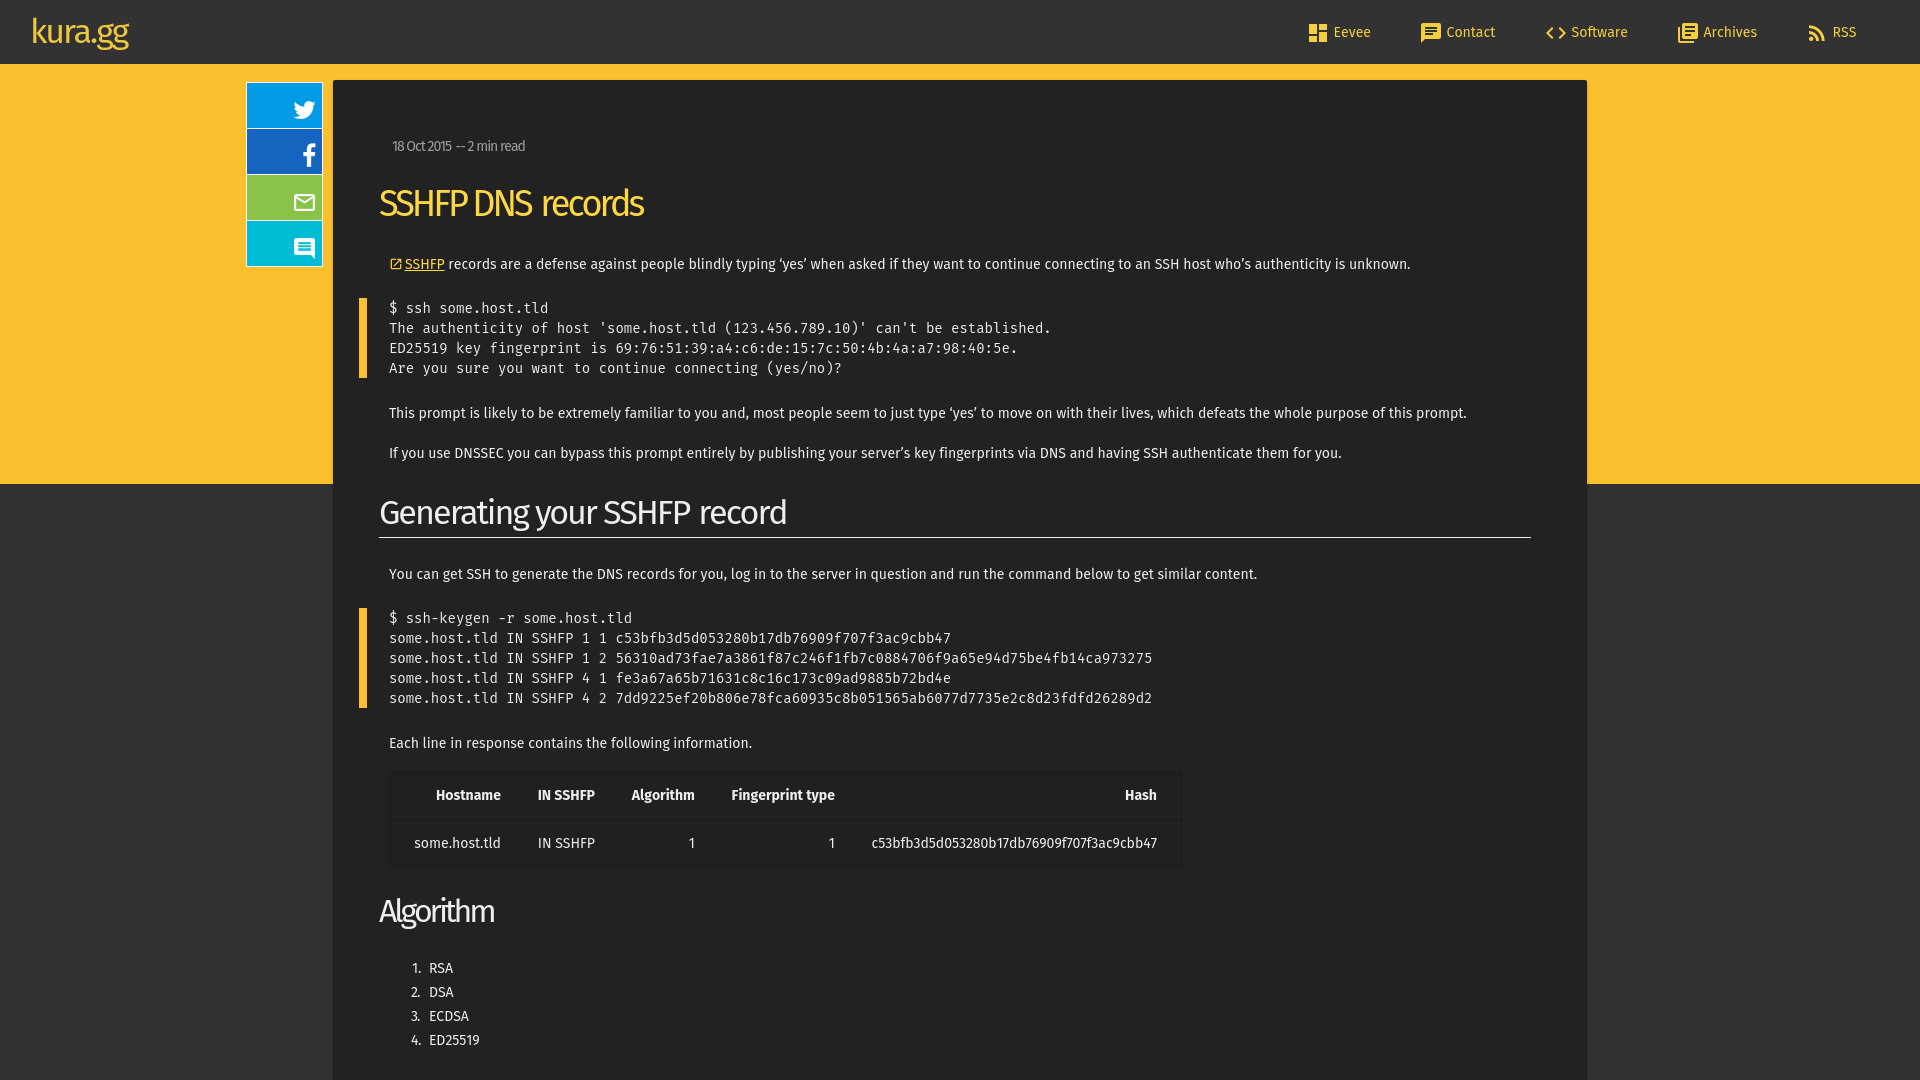 kura.gg
Eevee
Contact
Software
Archives
RSS
18 Oct 2015 -- 2 min read
SSHFP DNS records
SSHFP records are a defense against people blindly typing ‘yes’ when asked if they want to continue connecting to an SSH host who’s authenticity is unknown.
$ ssh some.host.tld
The authenticity of host 'some.host.tld (123.456.789.10)' can't be established.
ED25519 key fingerprint is 69:76:51:39:a4:c6:de:15:7c:50:4b:4a:a7:98:40:5e.
Are you sure you want to continue connecting (yes/no)?
This prompt is likely to be extremely familiar to you and, most people seem to just type ‘yes’ to move on with their lives, which defeats the whole purpose of this prompt.
If you use DNSSEC you can bypass this prompt entirely by publishing your server’s key fingerprints via DNS and having SSH authenticate them for you.
Generating your SSHFP record
You can get SSH to generate the DNS records for you, log in to the server in question and run the command below to get similar content.
$ ssh-keygen -r some.host.tld
some.host.tld IN SSHFP 1 1 c53bfb3d5d053280b17db76909f707f3ac9cbb47
some.host.tld IN SSHFP 1 2 56310ad73fae7a3861f87c246f1fb7c0884706f9a65e94d75be4fb14ca973275
some.host.tld IN SSHFP 4 1 fe3a67a65b71631c8c16c173c09ad9885b72bd4e
some.host.tld IN SSHFP 4 2 7dd9225ef20b806e78fca60935c8b051565ab6077d7735e2c8d23fdfd26289d2
Each line in response contains the following information.
Hostname IN SSHFP Algorithm Fingerprint type Hash
some.host.tld IN SSHFP 1 1 c53bfb3d5d053280b17db76909f707f3ac9cbb47
Algorithm
1. RSA
2. DSA
3. ECDSA
4. ED25519